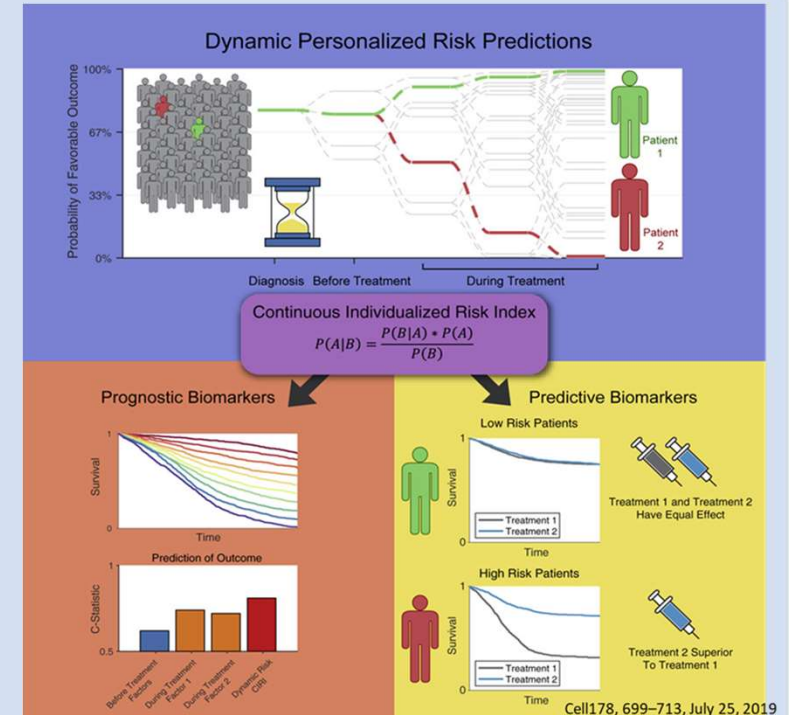 Dynamic Personalized Risk Predictions
Probability of Favorable Outcome
100%
67%
33%
0%
Patient
1
Patient
2
Diagnosis
Before Treatment
During Treatment
Continuous Individualized Risk Index
P(A|B) = P(B|A) * P(A) / P(B)
Prognostic Biomarkers
Survival
1
0
Time
Prediction of Outcome
C-Statistic
1
0.5
Before Treatment
Factors
During Treatment
Factor 1
During Treatment
Factor 2
Dynamic Risk
CIRI
Predictive Biomarkers
Low Risk Patients
Survival
1
0
Treatment 1
Treatment 2
Time
Treatment 1 and Treatment 2
Have Equal Effect
High Risk Patients
Survival
1
0
Treatment 1
Treatment 2
Time
Treatment 2 Superior
To Treatment 1
Cell178, 699–713, July 25, 2019